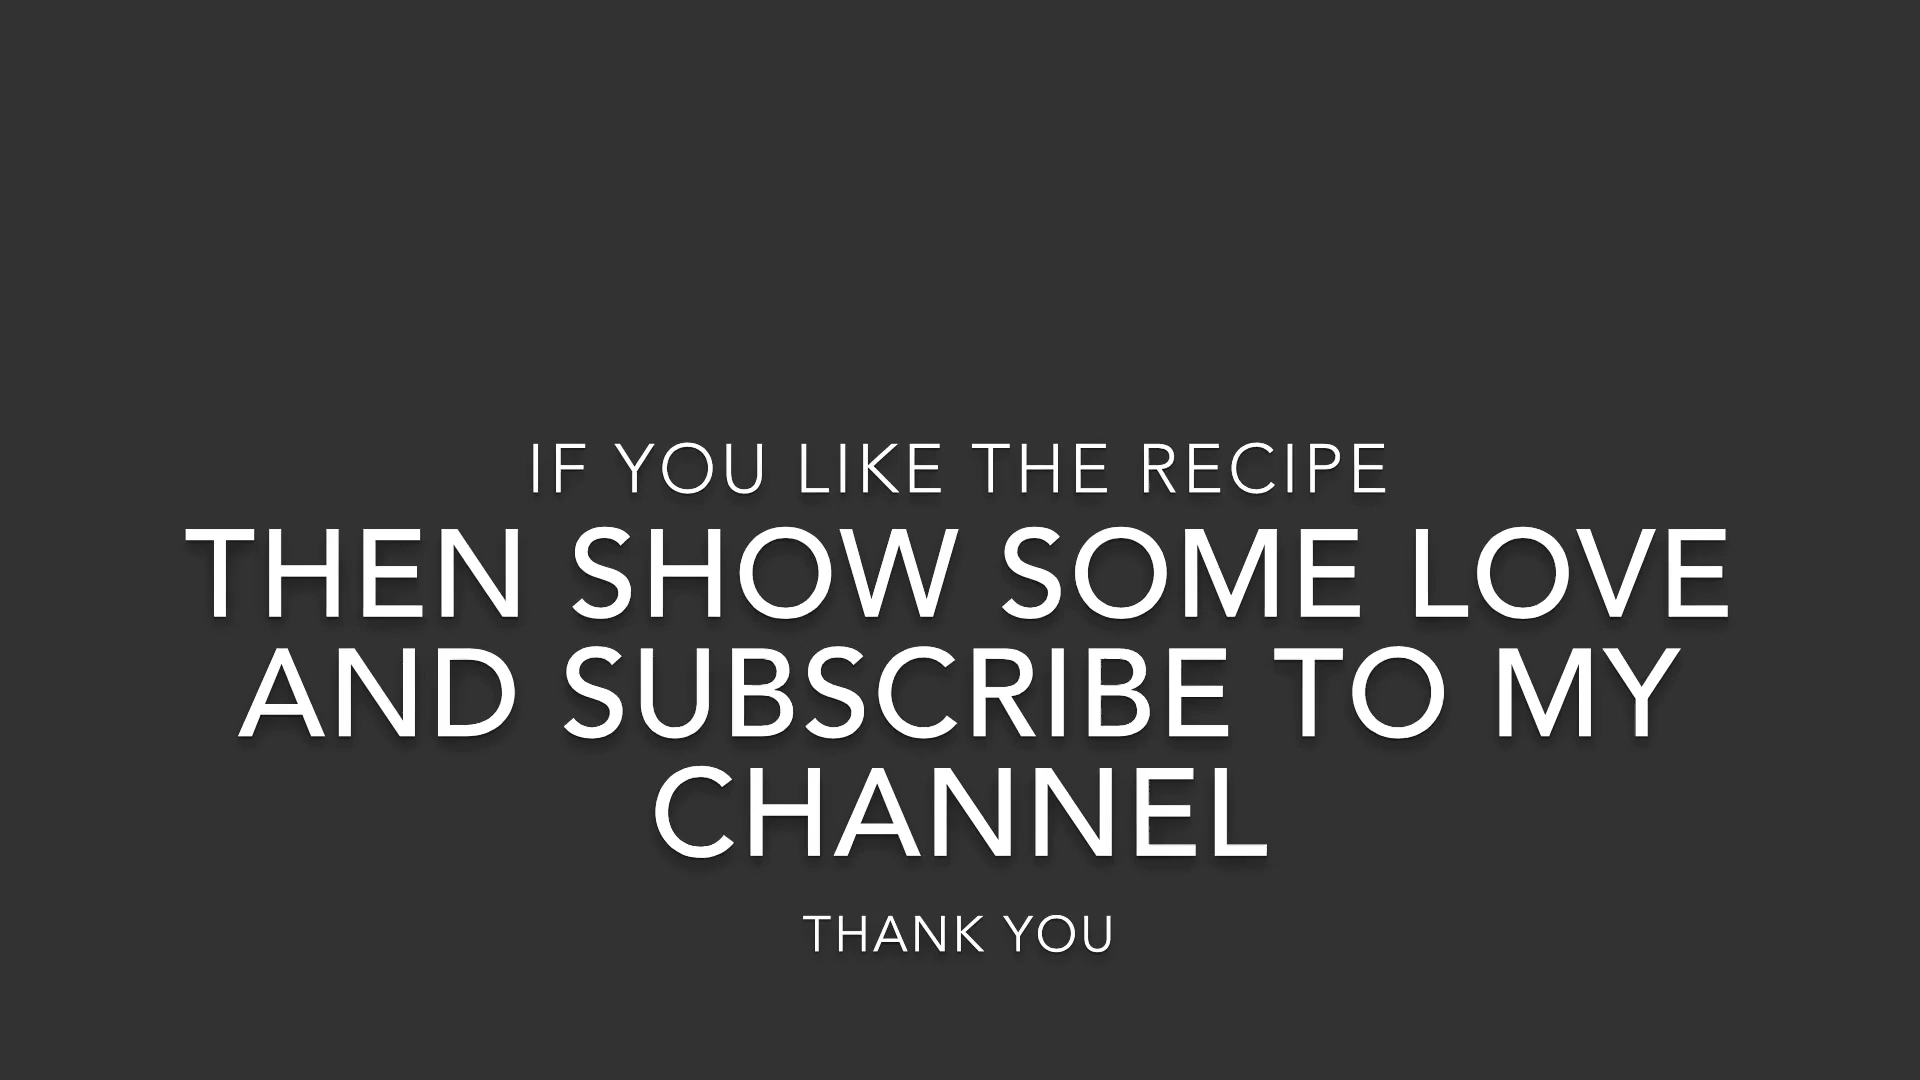 IF YOU LIKE THE RECIPE
THEN SHOW SOME LOVE
AND SUBSCRIBE TO MY
CHANNEL
THANK YOU